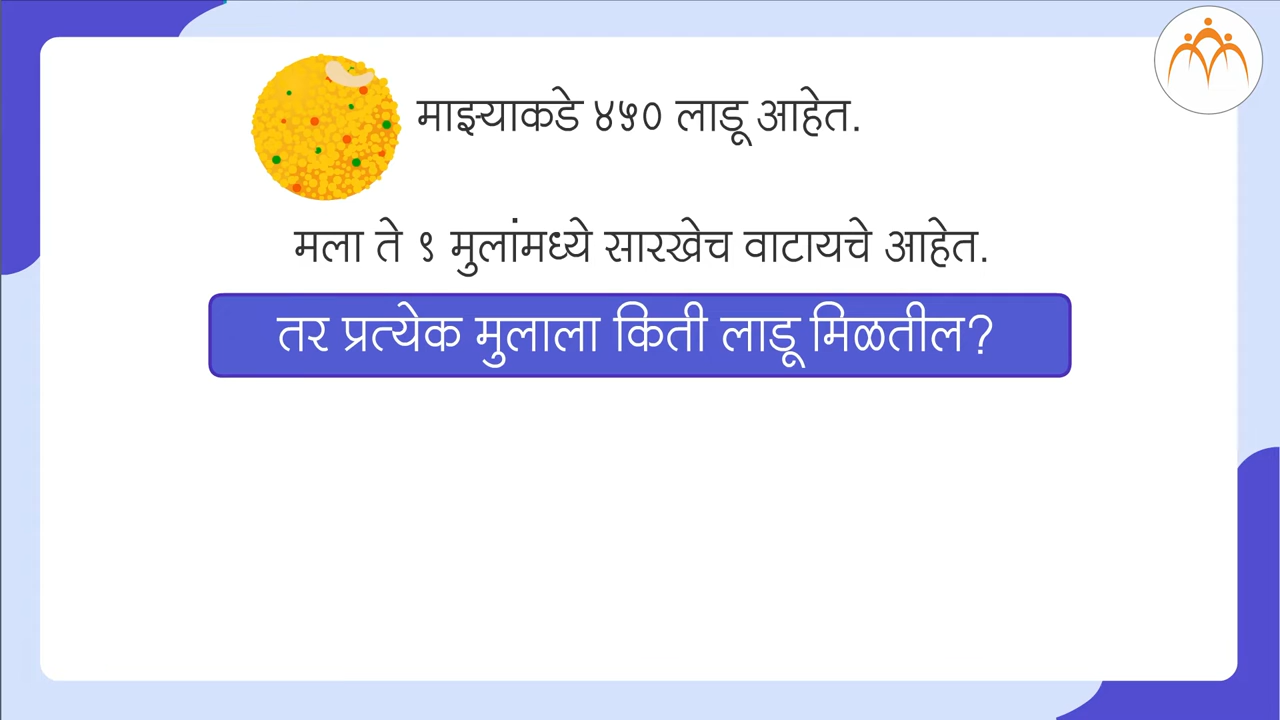 माझ्याकडे ४५० लाडू आहेत.
मला ते ९ मुलांमध्ये सारखेच वाटायचे आहेत.
तर प्रत्येक मुलाला किती लाडू मिळतील?